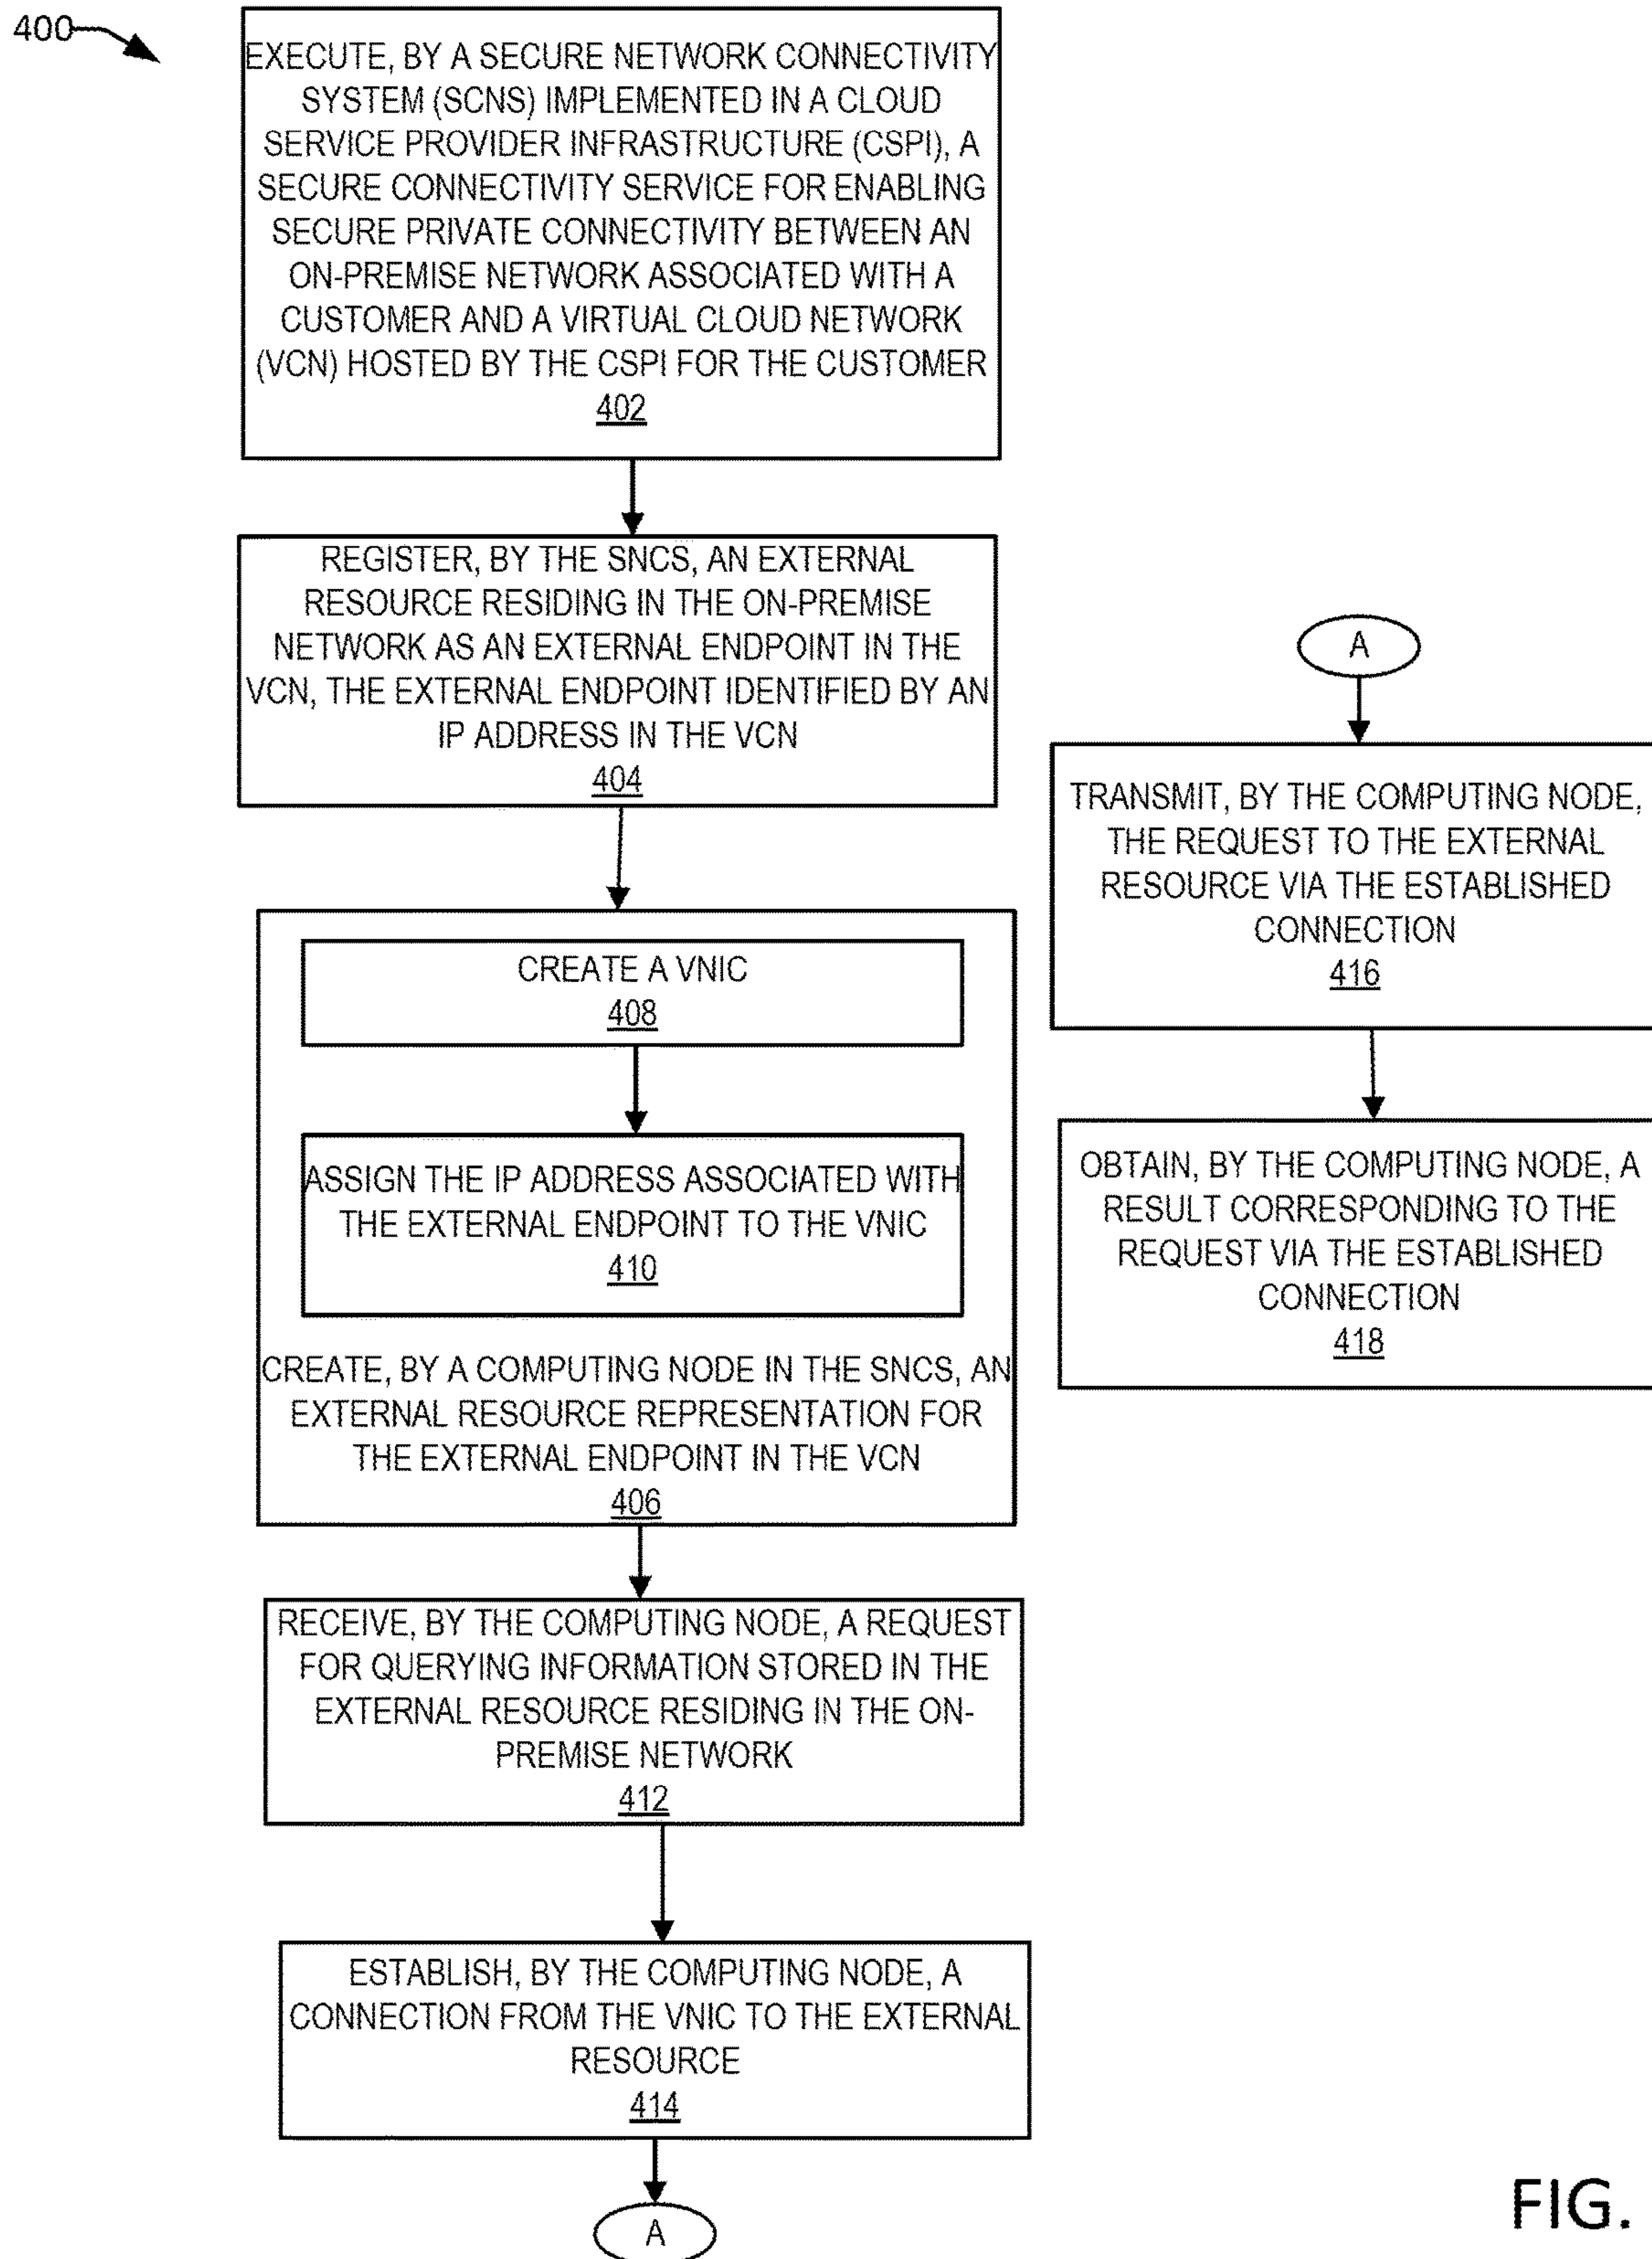 400
EXECUTE, BY A SECURE NETWORK CONNECTIVITY
SYSTEM (SCNS) IMPLEMENTED IN A CLOUD
SERVICE PROVIDER INFRASTRUCTURE (CSPI), A
SECURE CONNECTIVITY SERVICE FOR ENABLING
SECURE PRIVATE CONNECTIVITY BETWEEN AN
ON-PREMISE NETWORK ASSOCIATED WITH A
CUSTOMER AND A VIRTUAL CLOUD NETWORK
(VCN) HOSTED BY THE CSPI FOR THE CUSTOMER
402
REGISTER, BY THE SNCS, AN EXTERNAL
RESOURCE RESIDING IN THE ON-PREMISE
NETWORK AS AN EXTERNAL ENDPOINT IN THE
VCN, THE EXTERNAL ENDPOINT IDENTIFIED BY AN
IP ADDRESS IN THE VCN
404
CREATE A VNIC
408
ASSIGN THE IP ADDRESS ASSOCIATED WITH
THE EXTERNAL ENDPOINT TO THE VNIC
410
CREATE, BY A COMPUTING NODE IN THE SNCS, AN
EXTERNAL RESOURCE REPRESENTATION FOR
THE EXTERNAL ENDPOINT IN THE VCN
406
RECEIVE, BY THE COMPUTING NODE, A REQUEST
FOR QUERYING INFORMATION STORED IN THE
EXTERNAL RESOURCE RESIDING IN THE ON-
PREMISE NETWORK
412
ESTABLISH, BY THE COMPUTING NODE, A
CONNECTION FROM THE VNIC TO THE EXTERNAL
RESOURCE
414
A
A
TRANSMIT, BY THE COMPUTING NODE,
THE REQUEST TO THE EXTERNAL
RESOURCE VIA THE ESTABLISHED
CONNECTION
416
OBTAIN, BY THE COMPUTING NODE, A
RESULT CORRESPONDING TO THE
REQUEST VIA THE ESTABLISHED
CONNECTION
418
FIG.